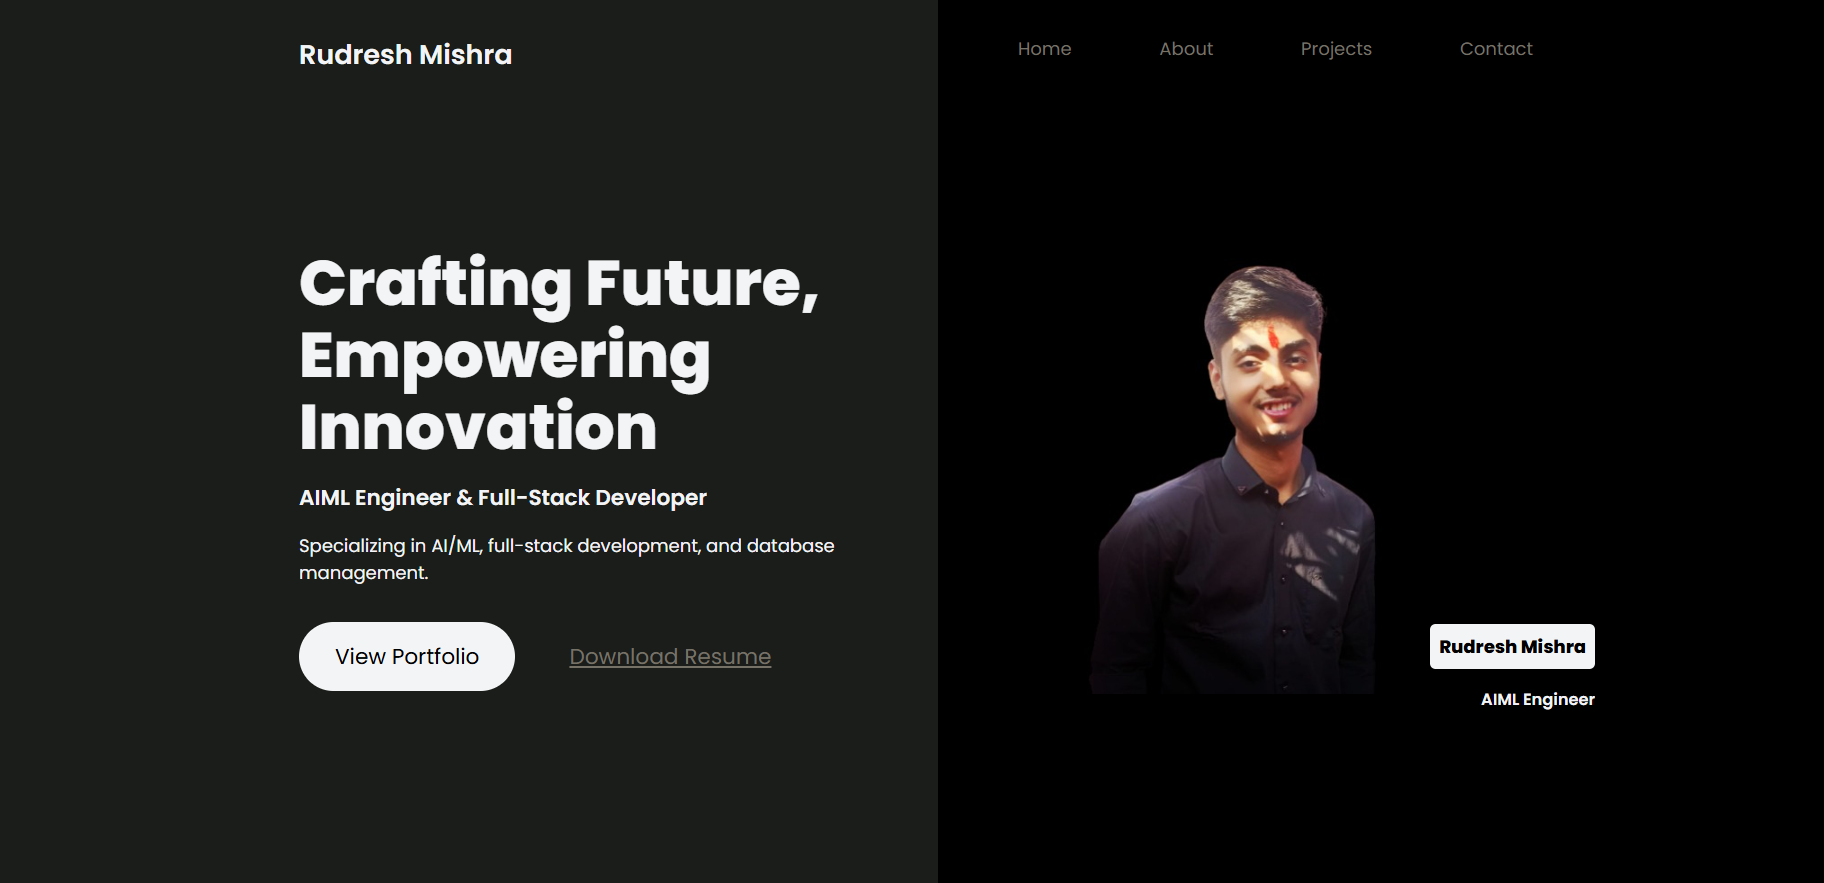 Rudresh Mishra
Home
About
Projects
Contact
Crafting Future,
Empowering
Innovation
AIML Engineer & Full-Stack Developer
Specializing in AI/ML, full-stack development, and database
management.
View Portfolio
Download Resume
Rudresh Mishra
AIML Engineer